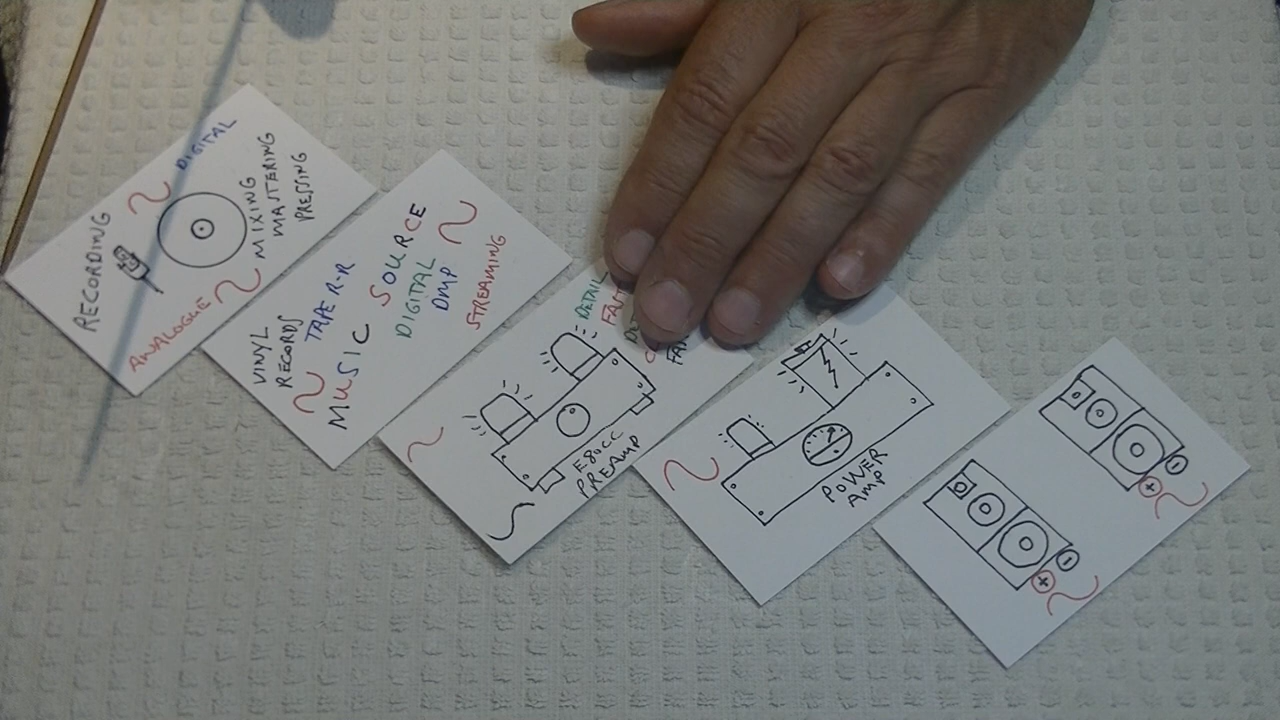 RECORDING
DIGITAL
ANALOGUE
MIXING
MASTERING
PRESSING
VINYL
RECORDS
TAPE R-R
MUSIC SOURCE
DIGITAL
DMP
STREAMING
DETAIL
E80CC
PREAMP
POWER
AMP
- +
- +